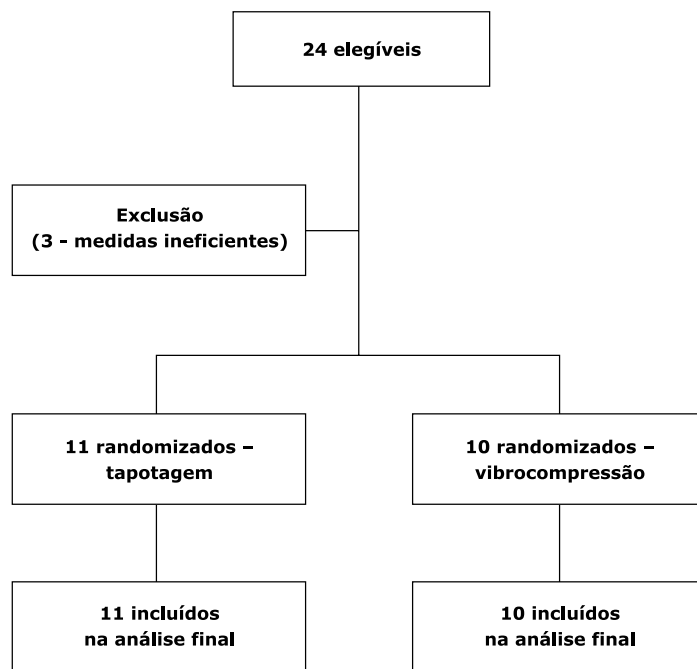 24 elegíveis
Exclusão
(3 - medidas ineficientes)
11 randomizados –
tapotagem
10 randomizados –
vibrocompressão
11 incluídos
na análise final
10 incluídos
na análise final